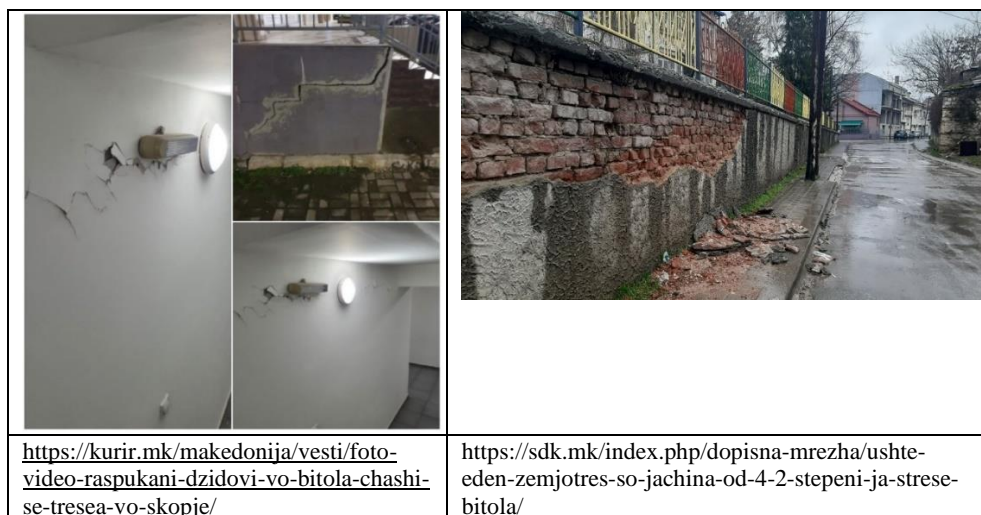 https://kurir.mk/makedonija/vesti/foto-
video-raspukani-dzidovi-vo-bitola-chashi-
se-tresea-vo-skopje/
https://sdk.mk/index.php/dopisna-mrezha/ushte-
eden-zemjotres-so-jachina-od-4-2-stepeni-ja-strese-
bitola/